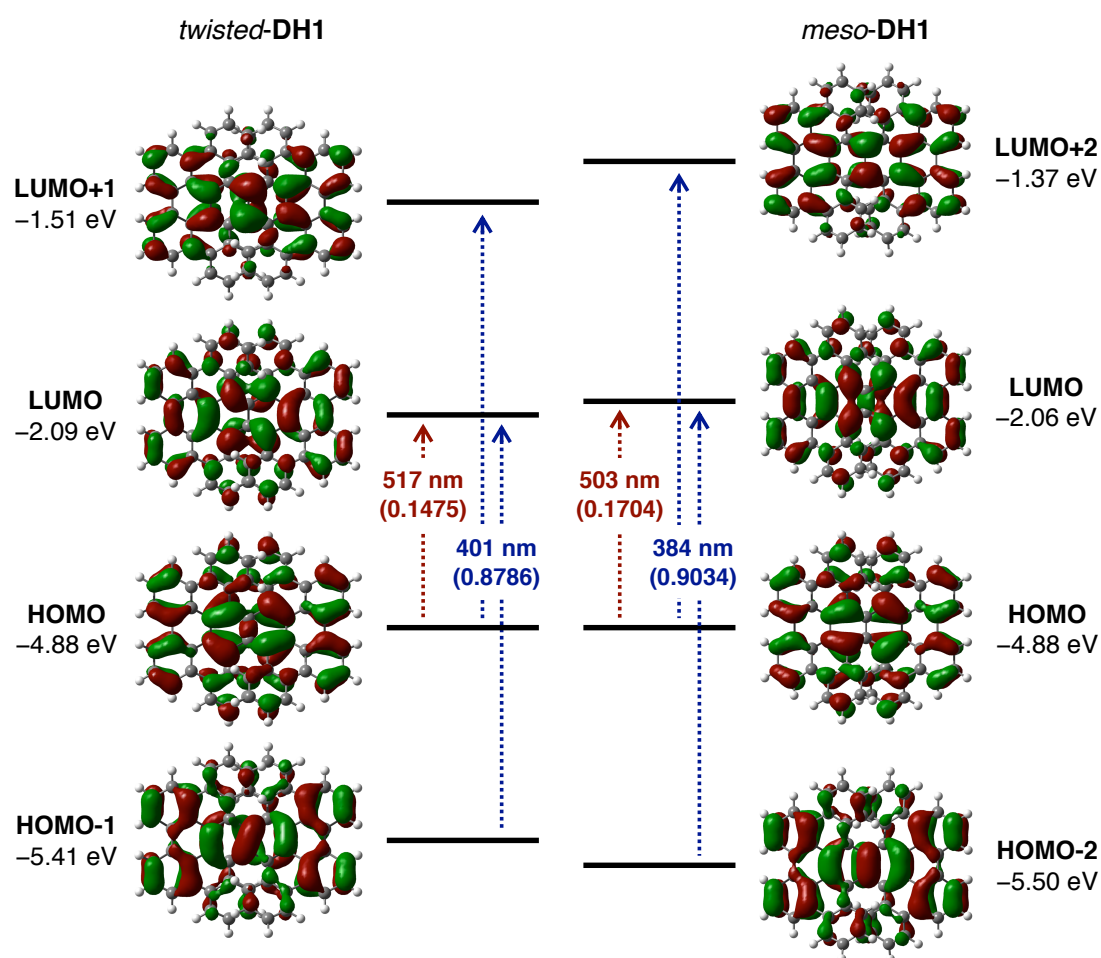 twisted-DH1
meso-DH1
LUMO+1
−1.51 eV
LUMO+2
−1.37 eV
LUMO
−2.09 eV
LUMO
−2.06 eV
517 nm
(0.1475)
503 nm
(0.1704)
401 nm
(0.8786)
384 nm
(0.9034)
HOMO
−4.88 eV
HOMO
−4.88 eV
HOMO-1
−5.41 eV
HOMO-2
−5.50 eV